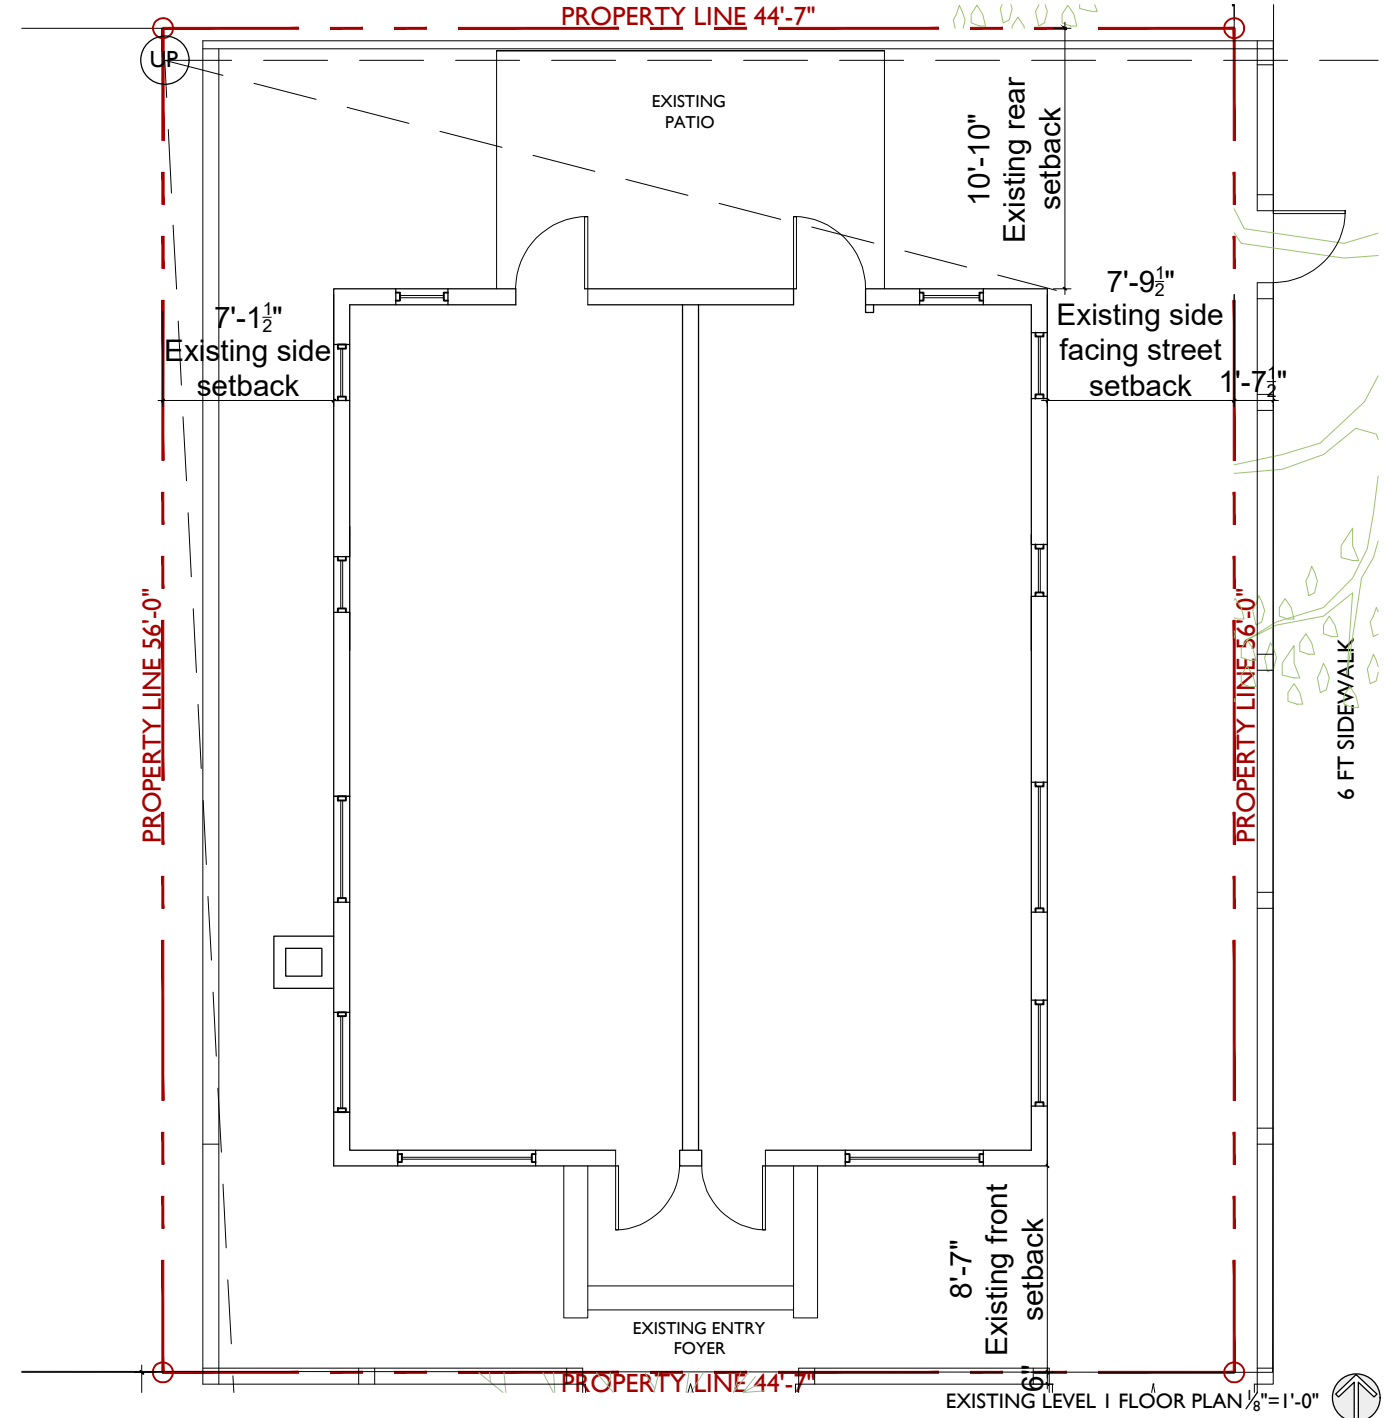 PROPERTY LINE 44'-7"
UP
EXISTING
PATIO
10'-10"
Existing rear
setback
7'-1½"
Existing side
setback
7'-9½"
Existing side
facing street
setback
1'-7½"
PROPERTY LINE 56'-0"
PROPERTY LINE 56'-0"
6 FT SIDEWALK
8'-7"
Existing front
setback
6"
EXISTING ENTRY
FOYER
PROPERTY LINE 44'-7"
EXISTING LEVEL 1 FLOOR PLAN ⅛"=1'-0"